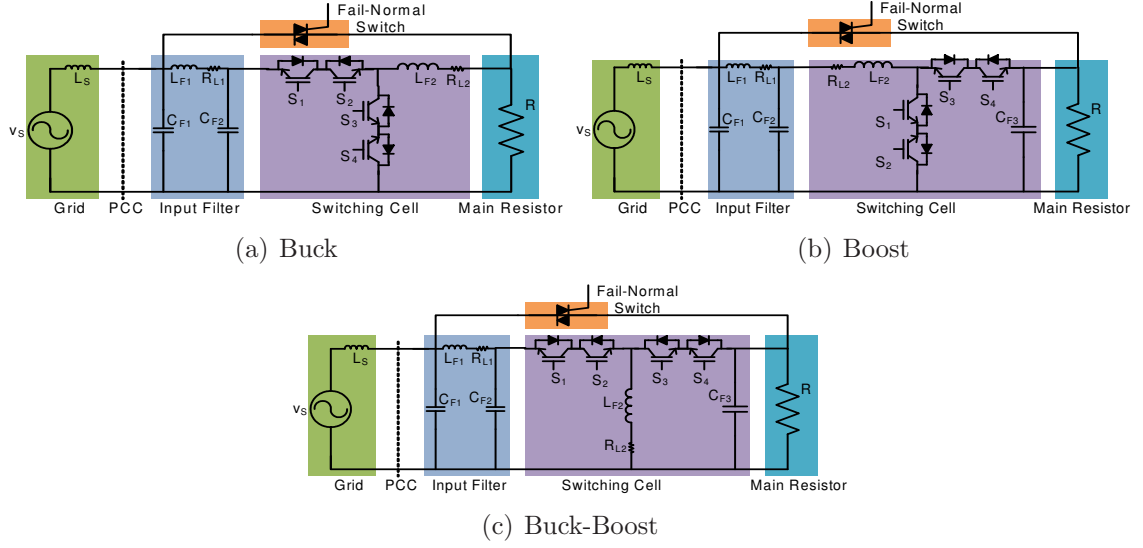 Fail-Normal
Switch
L_S
L_F1
R_L1
S_1
S_2
L_F2
R_L2
v_S
C_F1
C_F2
S_3
S_4
R
Grid
PCC
Input Filter
Switching Cell
Main Resistor
(a) Buck
Fail-Normal
Switch
L_S
L_F1
R_L1
R_L2
L_F2
S_3
S_4
v_S
C_F1
C_F2
S_1
S_2
C_F3
R
Grid
PCC
Input Filter
Switching Cell
Main Resistor
(b) Boost
Fail-Normal
Switch
L_S
L_F1
R_L1
S_1
S_2
S_3
S_4
v_S
C_F1
C_F2
L_F2
R_L2
C_F3
R
Grid
PCC
Input Filter
Switching Cell
Main Resistor
(c) Buck-Boost